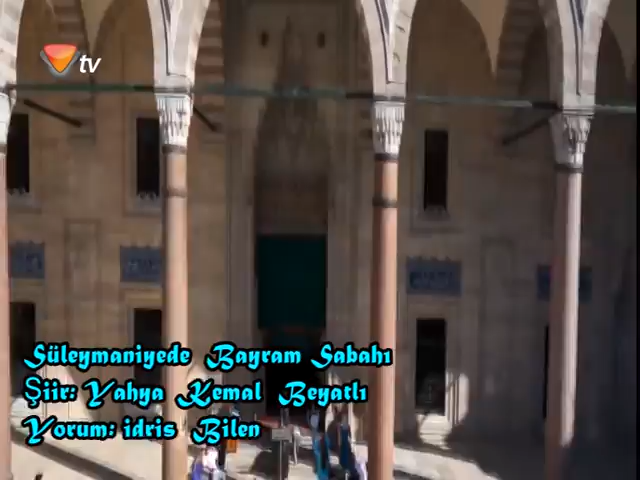 tv
Süleymaniyede Bayram Sabahı
Şiir: Yahya Kemal Beyatlı
Yorum: idris Bilen